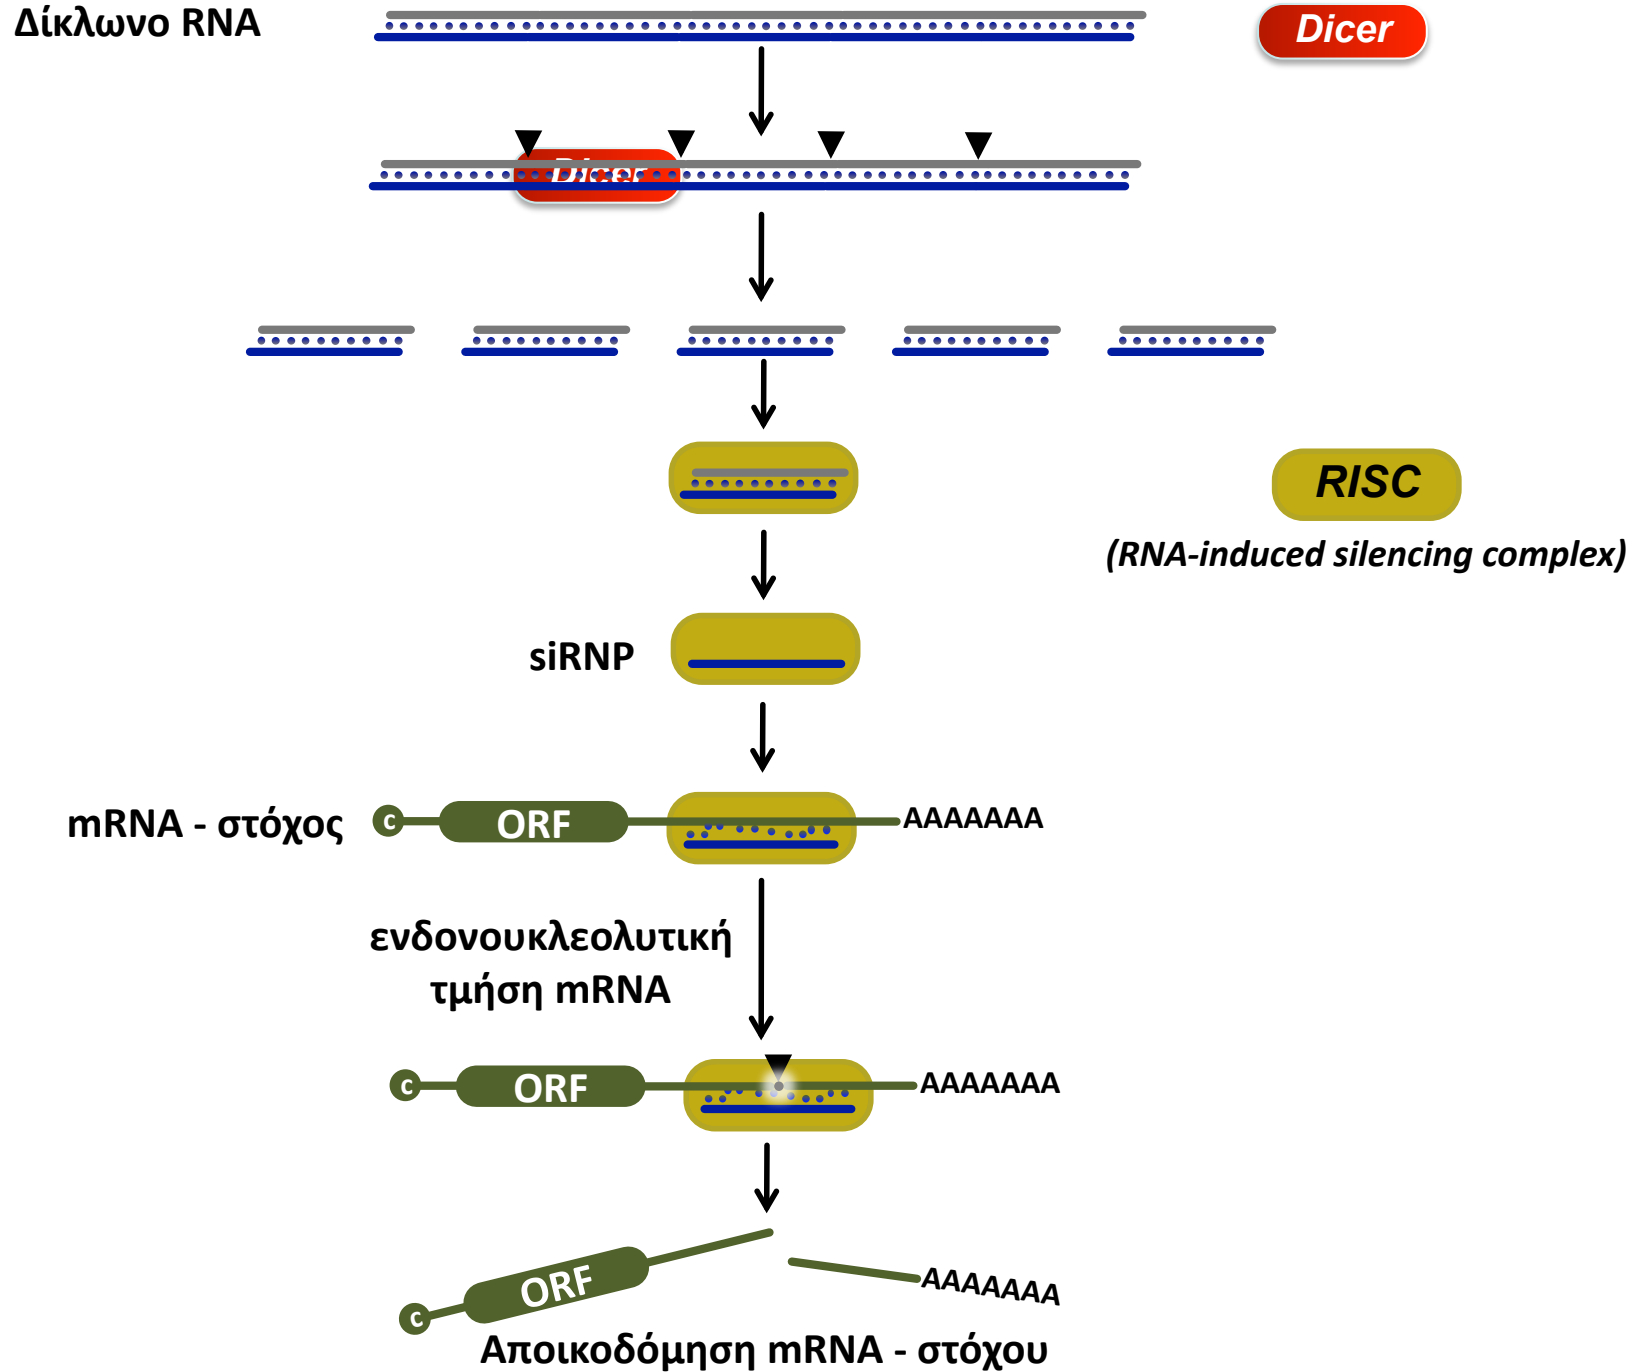 Δίκλωνο RNA
Dicer
Dicer
RISC
(RNA-induced silencing complex)
siRNP
mRNA - στόχος
c
ORF
AAAAAAA
ενδονουκλεολυτική
τμήση mRNA
c
ORF
AAAAAAA
c
ORF
AAAAAAA
Αποικοδόμηση mRNA - στόχου